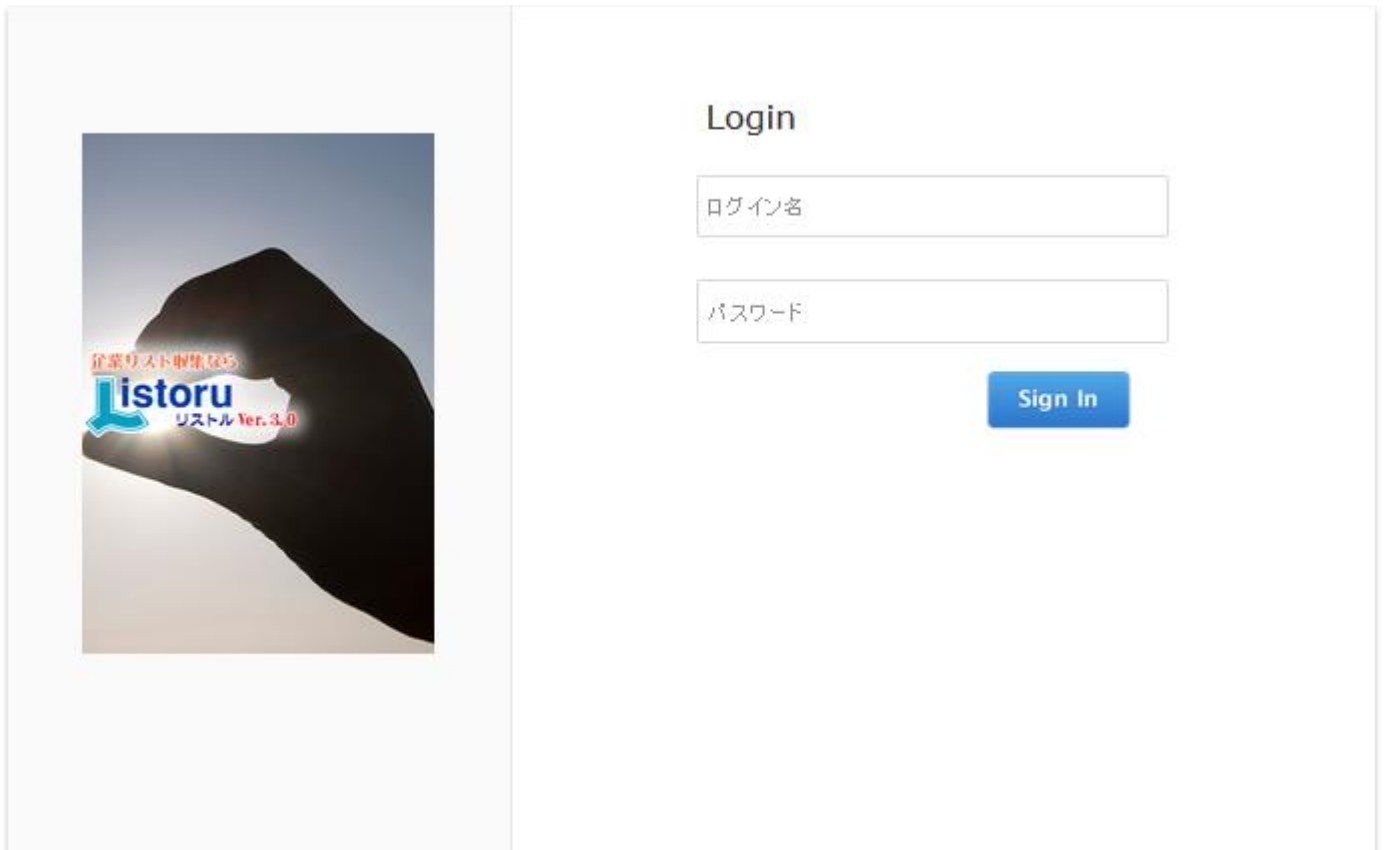 企業リスト収集なら
Listoru
リストル Ver. 3.0
Login
ログイン名
パスワード
Sign In